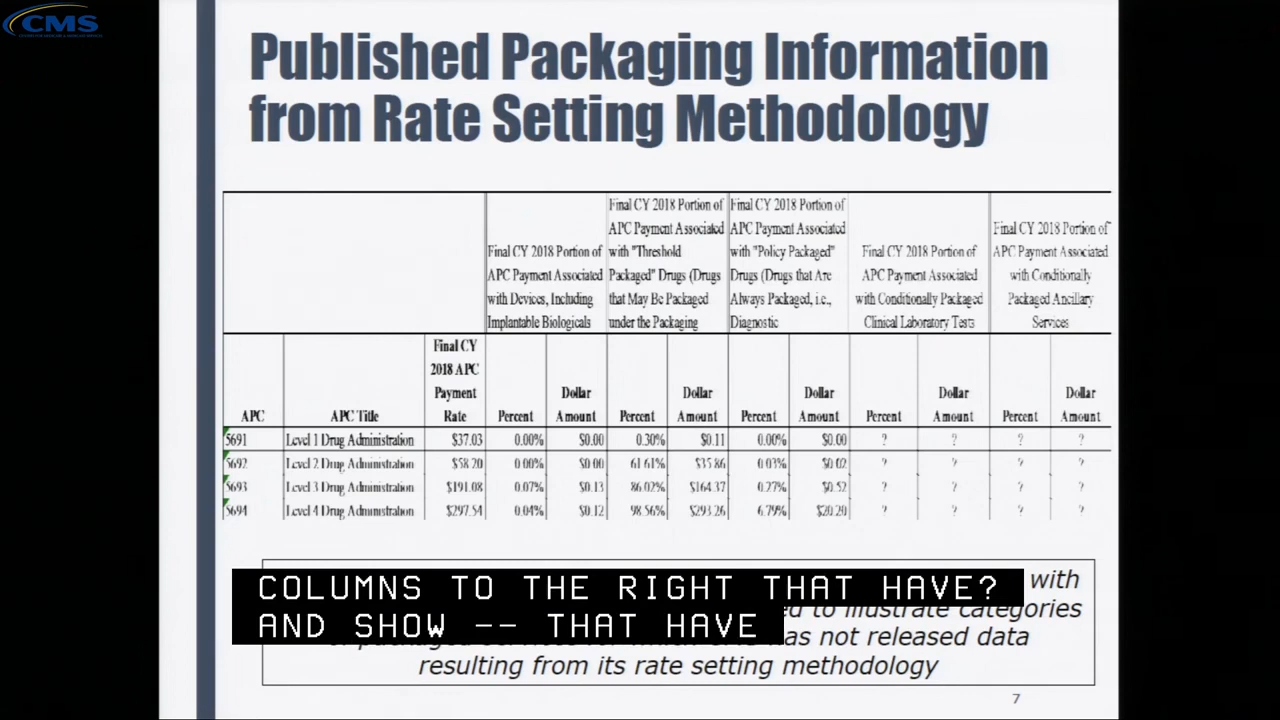 CMS
Published Packaging Information
from Rate Setting Methodology
Final CY 2018 Portion of APC Payment Associated with Devices, Including Implantable Biologicals
Final CY 2018 Portion of APC Payment Associated with "Threshold Packaged" Drugs (Drugs that May Be Packaged under the Packaging
Final CY 2018 Portion of APC Payment Associated with "Policy Packaged" Drugs (Drugs that Are Always Packaged, i.e., Diagnostic
Final CY 2018 Portion of APC Payment Associated with Conditionally Packaged Clinical Laboratory Tests
Final CY 2018 Portion of APC Payment Associated with Conditionally Packaged Ancillary Services
APC APC Title Final CY 2018 APC Payment Rate Percent Dollar Amount Percent Dollar Amount Percent Dollar Amount Percent Dollar Amount Percent Dollar Amount
5691 Level 1 Drug Administration $37.03 0.00% $0.00 0.30% $0.11 0.00% $0.00 ? ? ? ?
5692 Level 2 Drug Administration $58.20 0.00% $0.00 61.61% $35.86 0.03% $0.02 ? ? ? ?
5693 Level 3 Drug Administration $191.08 0.07% $0.13 86.02% $164.37 0.27% $0.52 ? ? ? ?
5694 Level 4 Drug Administration $297.54 0.04% $0.12 98.56% $293.26 6.79% $20.20 ? ? ? ?
with
COLUMNS TO THE RIGHT THAT HAVE?
to illustrate categories
AND SHOW -- THAT HAVE
has not released data
resulting from its rate setting methodology
7